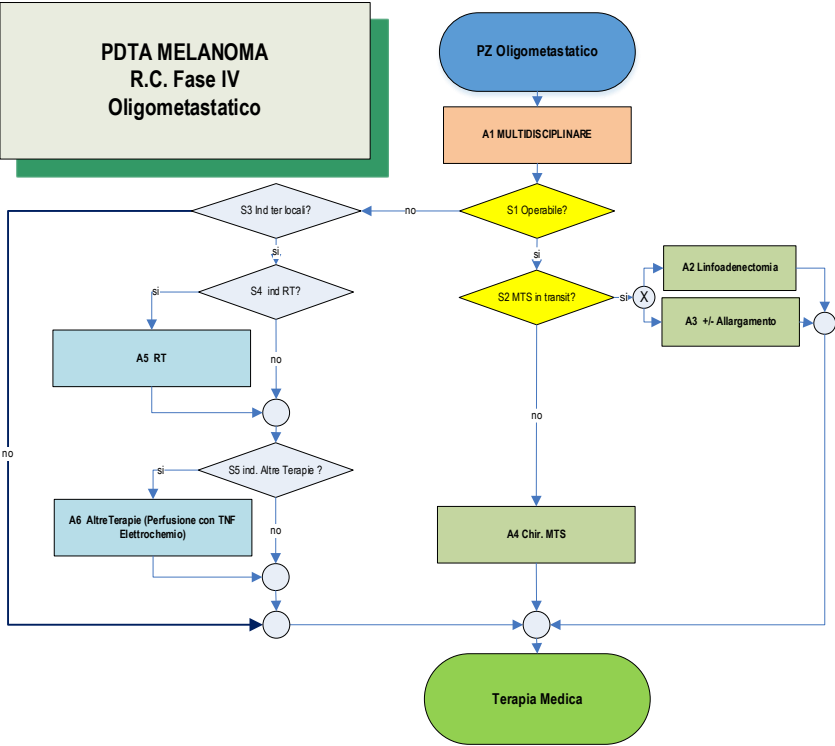 PDTA MELANOMA
R.C. Fase IV
Oligometastatico
PZ Oligometastatico
A1 MULTIDISCIPLINARE
S3 Ind ter locali?
no
S1 Operabile?
si
si
S4 ind RT?
S2 MTS in transit?
si
X
A2 Linfoadenectomia
A3 +/- Allargamento
si
A5 RT
no
no
no
S5 ind. Altre Terapie ?
si
A6 AltreTerapie (Perfusione con TNF
Elettrochemio)
no
A4 Chir. MTS
Terapia Medica